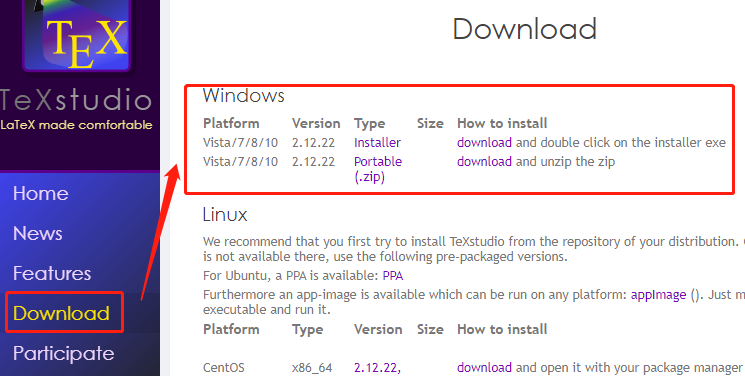 TEX
TeXstudio
LaTeX made comfortable
Home
News
Features
Download
Participate
Download
Windows
Platform Version Type Size How to install
Vista/7/8/10 2.12.22 Installer download and double click on the installer exe
Vista/7/8/10 2.12.22 Portable download and unzip the zip
(.zip)
Linux
We recommend that you first try to install TeXstudio from the repository of your distribution.
is not available there, use the following pre-packaged versions.
For Ubuntu, a PPA is available: PPA
Furthermore an app-image is available which can be run on any platform: appImage (). Just
executable and run it.
Platform Type Version Size How to install
CentOS x86_64 2.12.22, download and open it with your package manager